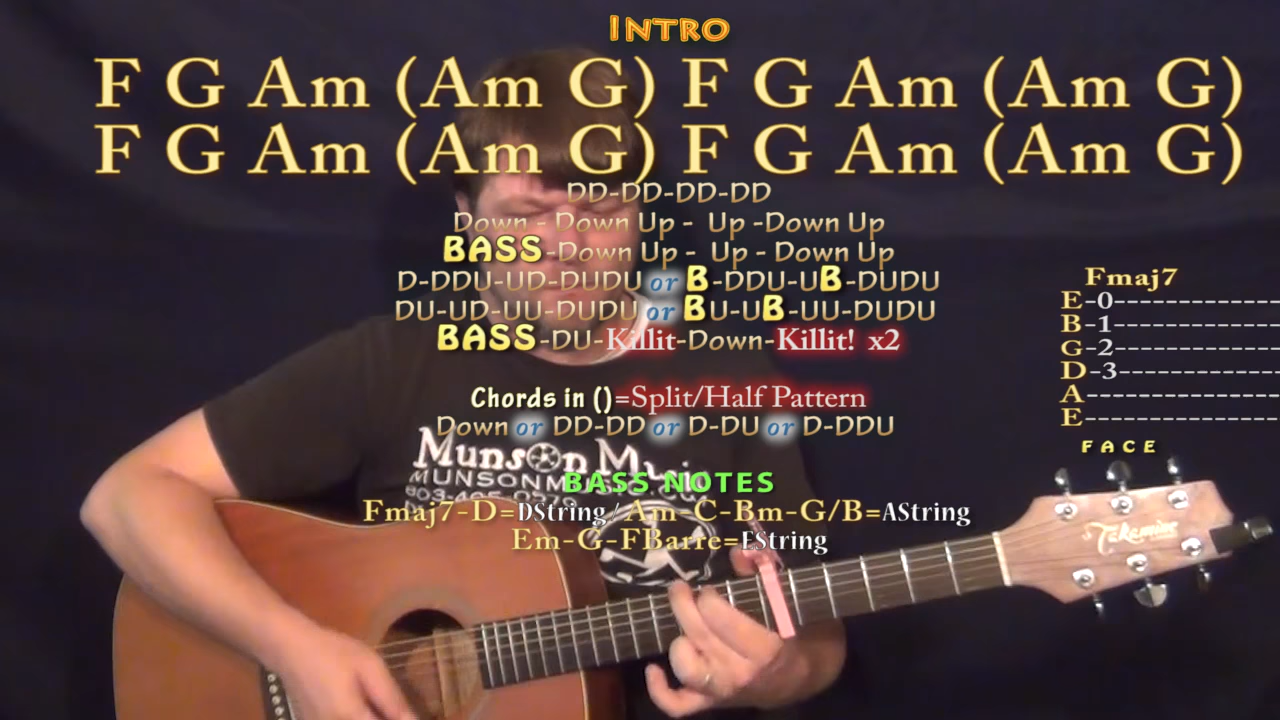 Intro
F G Am (Am G) F G Am (Am G)
F G Am (Am G) F G Am (Am G)
DD-DD-DD-DD
Down - Down Up - Up -Down Up
BASS-Down Up - Up - Down Up
D-DDU-UD-DUDU or B-DDU-UB-DUDU
DU-UD-UU-DUDU or BU-UB-UU-DUDU
BASS-DU-Killit-Down-Killit! x2
Chords in ()=Split/Half Pattern
Down or DD-DD or D-DU or D-DDU
BASS NOTES
Fmaj7-D=DString/Am-C-Bm-G/B=AString
Em-G-FBarre=EString
Fmaj7
E-0------------
B-1------------
G-2------------
D-3------------
A--------------
E--------------
FACE
Munson Music
MUNSONMUSIC
Takamine